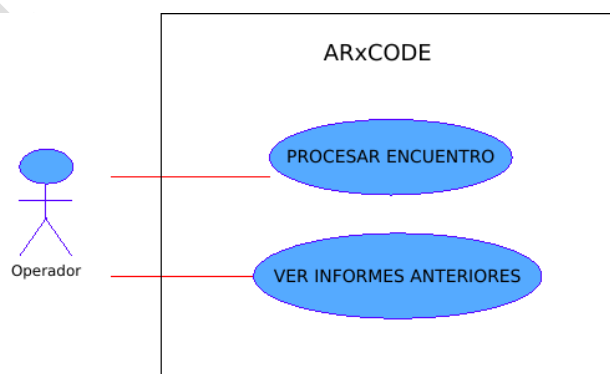 ARxCODE
PROCESAR ENCUENTRO
Operador
VER INFORMES ANTERIORES